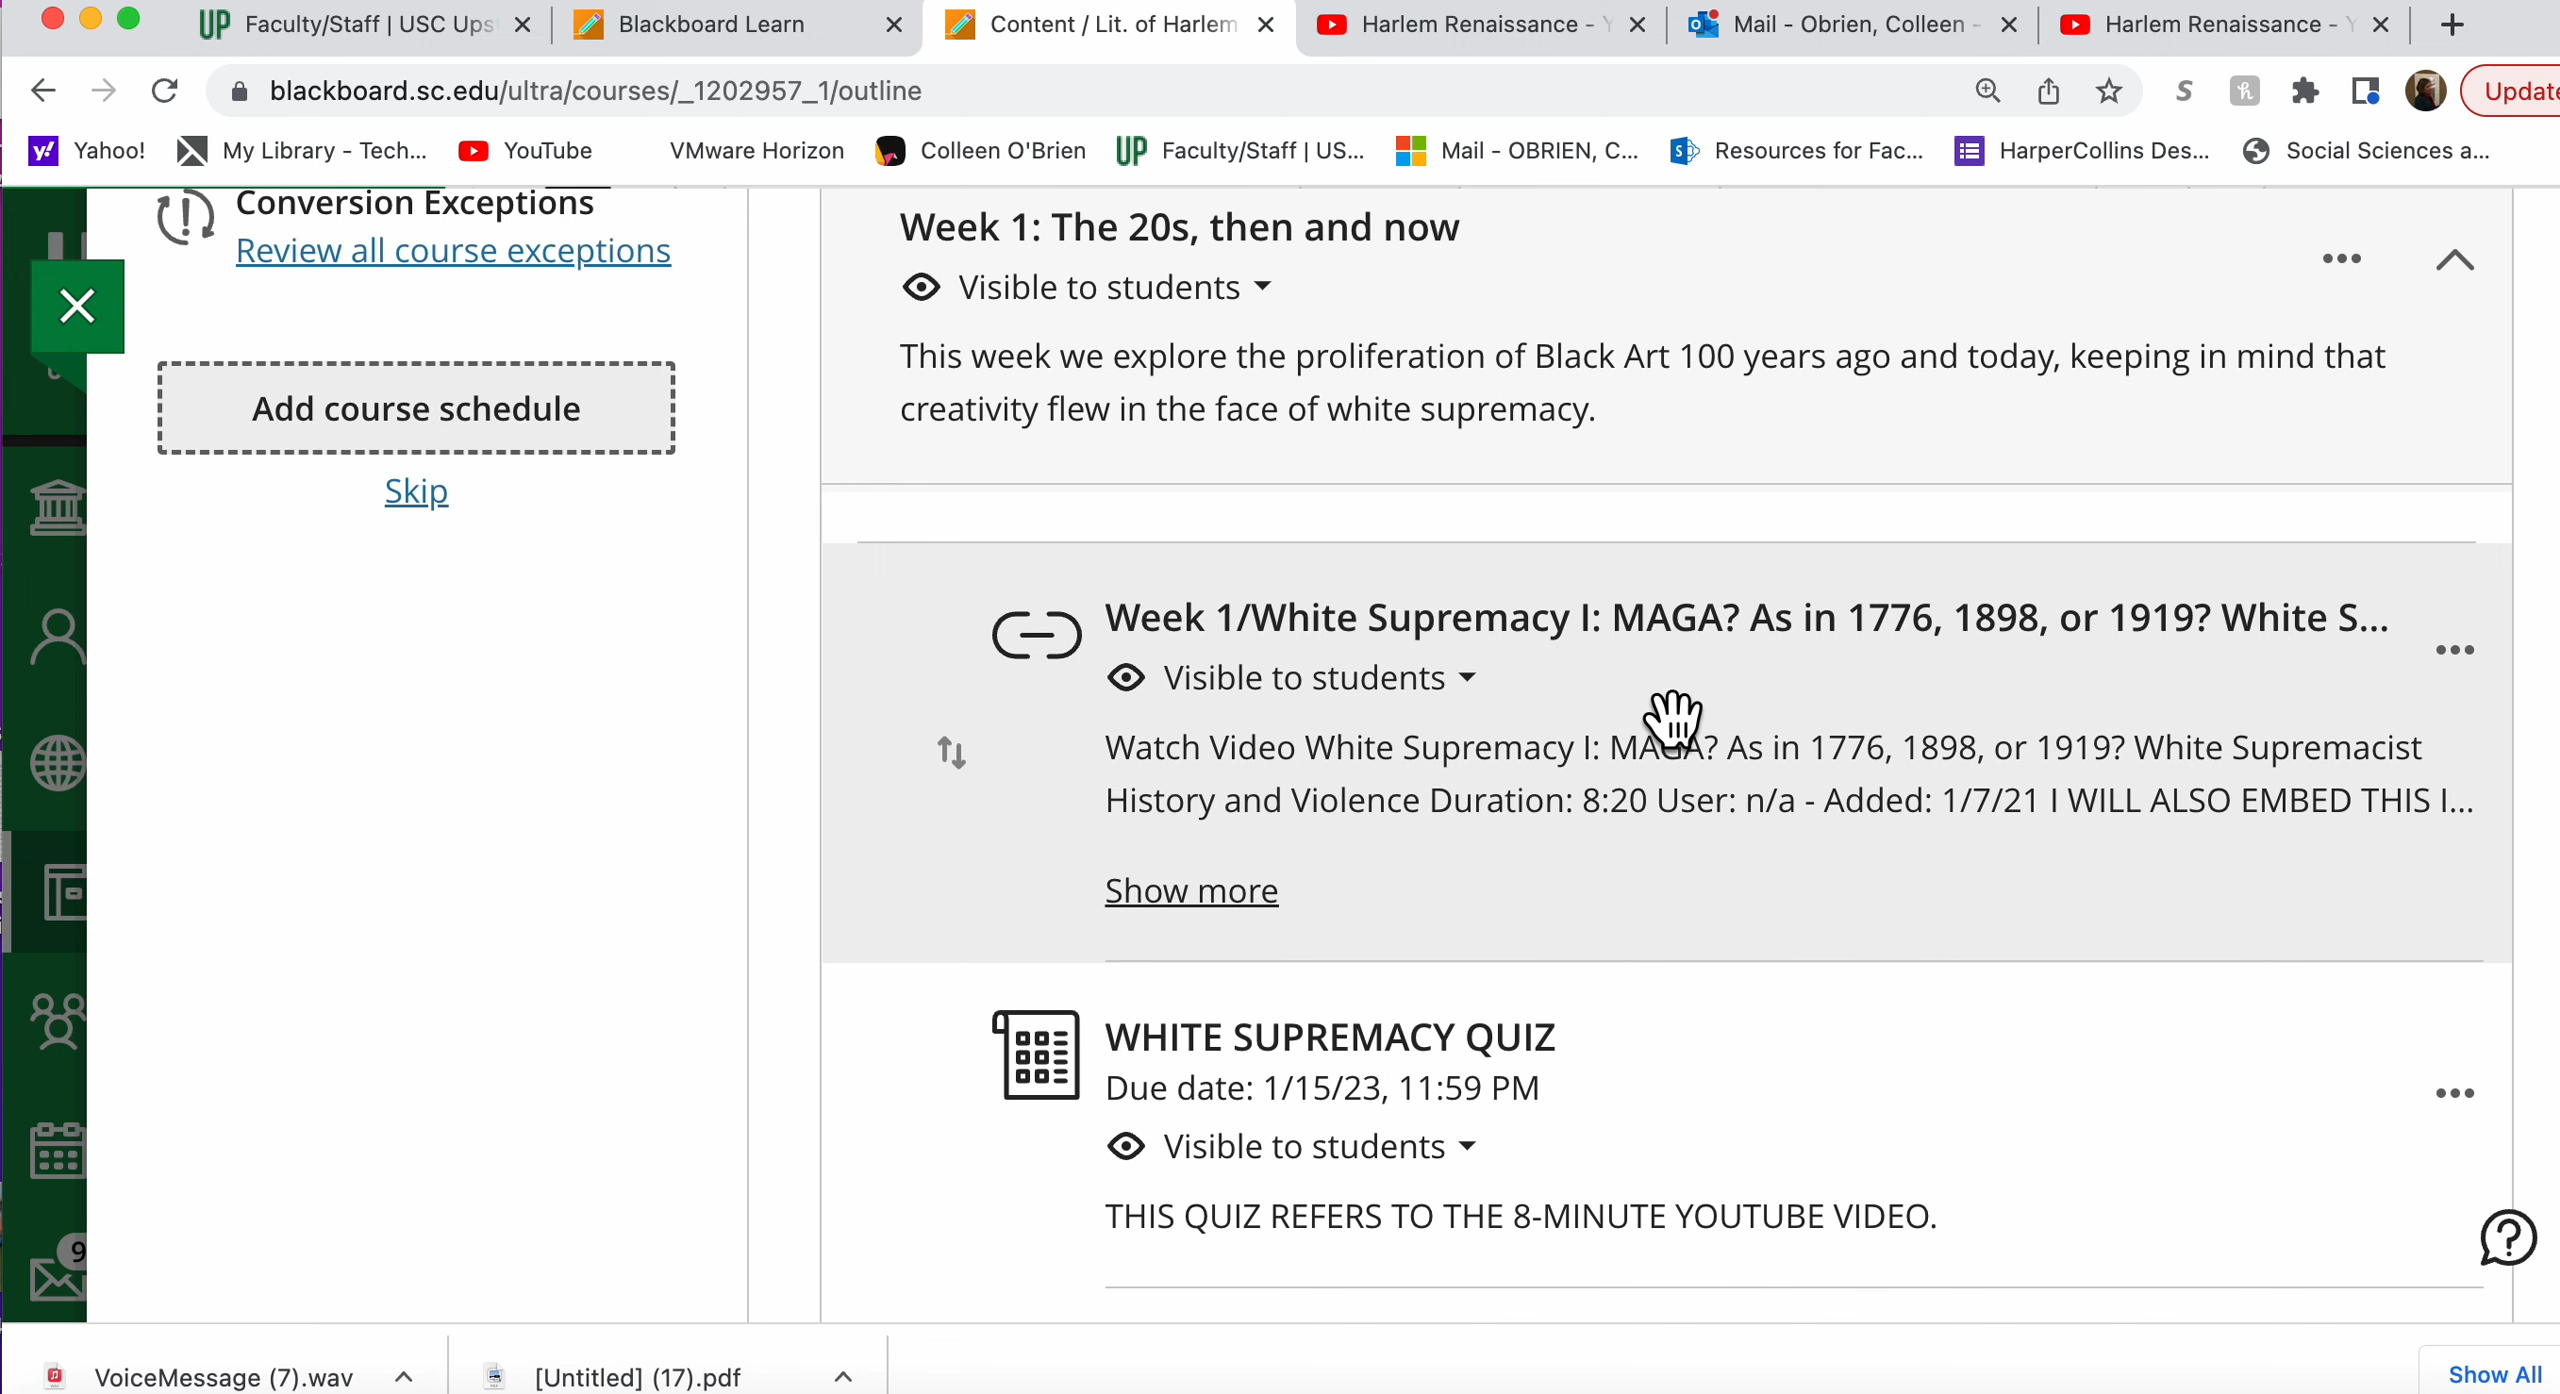 UP Faculty/Staff | USC Ups
Blackboard Learn
Content / Lit. of Harlem
Harlem Renaissance - Y
Mail - Obrien, Colleen -
Harlem Renaissance - Y
blackboard.sc.edu/ultra/courses/_1202957_1/outline
Update
Yahoo!
My Library - Tech...
YouTube
VMware Horizon
Colleen O'Brien
UP Faculty/Staff | US...
Mail - OBRIEN, C...
Resources for Fac...
HarperCollins Des...
Social Sciences a...
Conversion Exceptions
Review all course exceptions
Add course schedule
Skip
Week 1: The 20s, then and now
Visible to students
This week we explore the proliferation of Black Art 100 years ago and today, keeping in mind that
creativity flew in the face of white supremacy.
Week 1/White Supremacy I: MAGA? As in 1776, 1898, or 1919? White S...
Visible to students
Watch Video White Supremacy I: MAGA? As in 1776, 1898, or 1919? White Supremacist
History and Violence Duration: 8:20 User: n/a - Added: 1/7/21 I WILL ALSO EMBED THIS I...
Show more
WHITE SUPREMACY QUIZ
Due date: 1/15/23, 11:59 PM
Visible to students
THIS QUIZ REFERS TO THE 8-MINUTE YOUTUBE VIDEO.
9
VoiceMessage (7).wav
[Untitled] (17).pdf
Show All